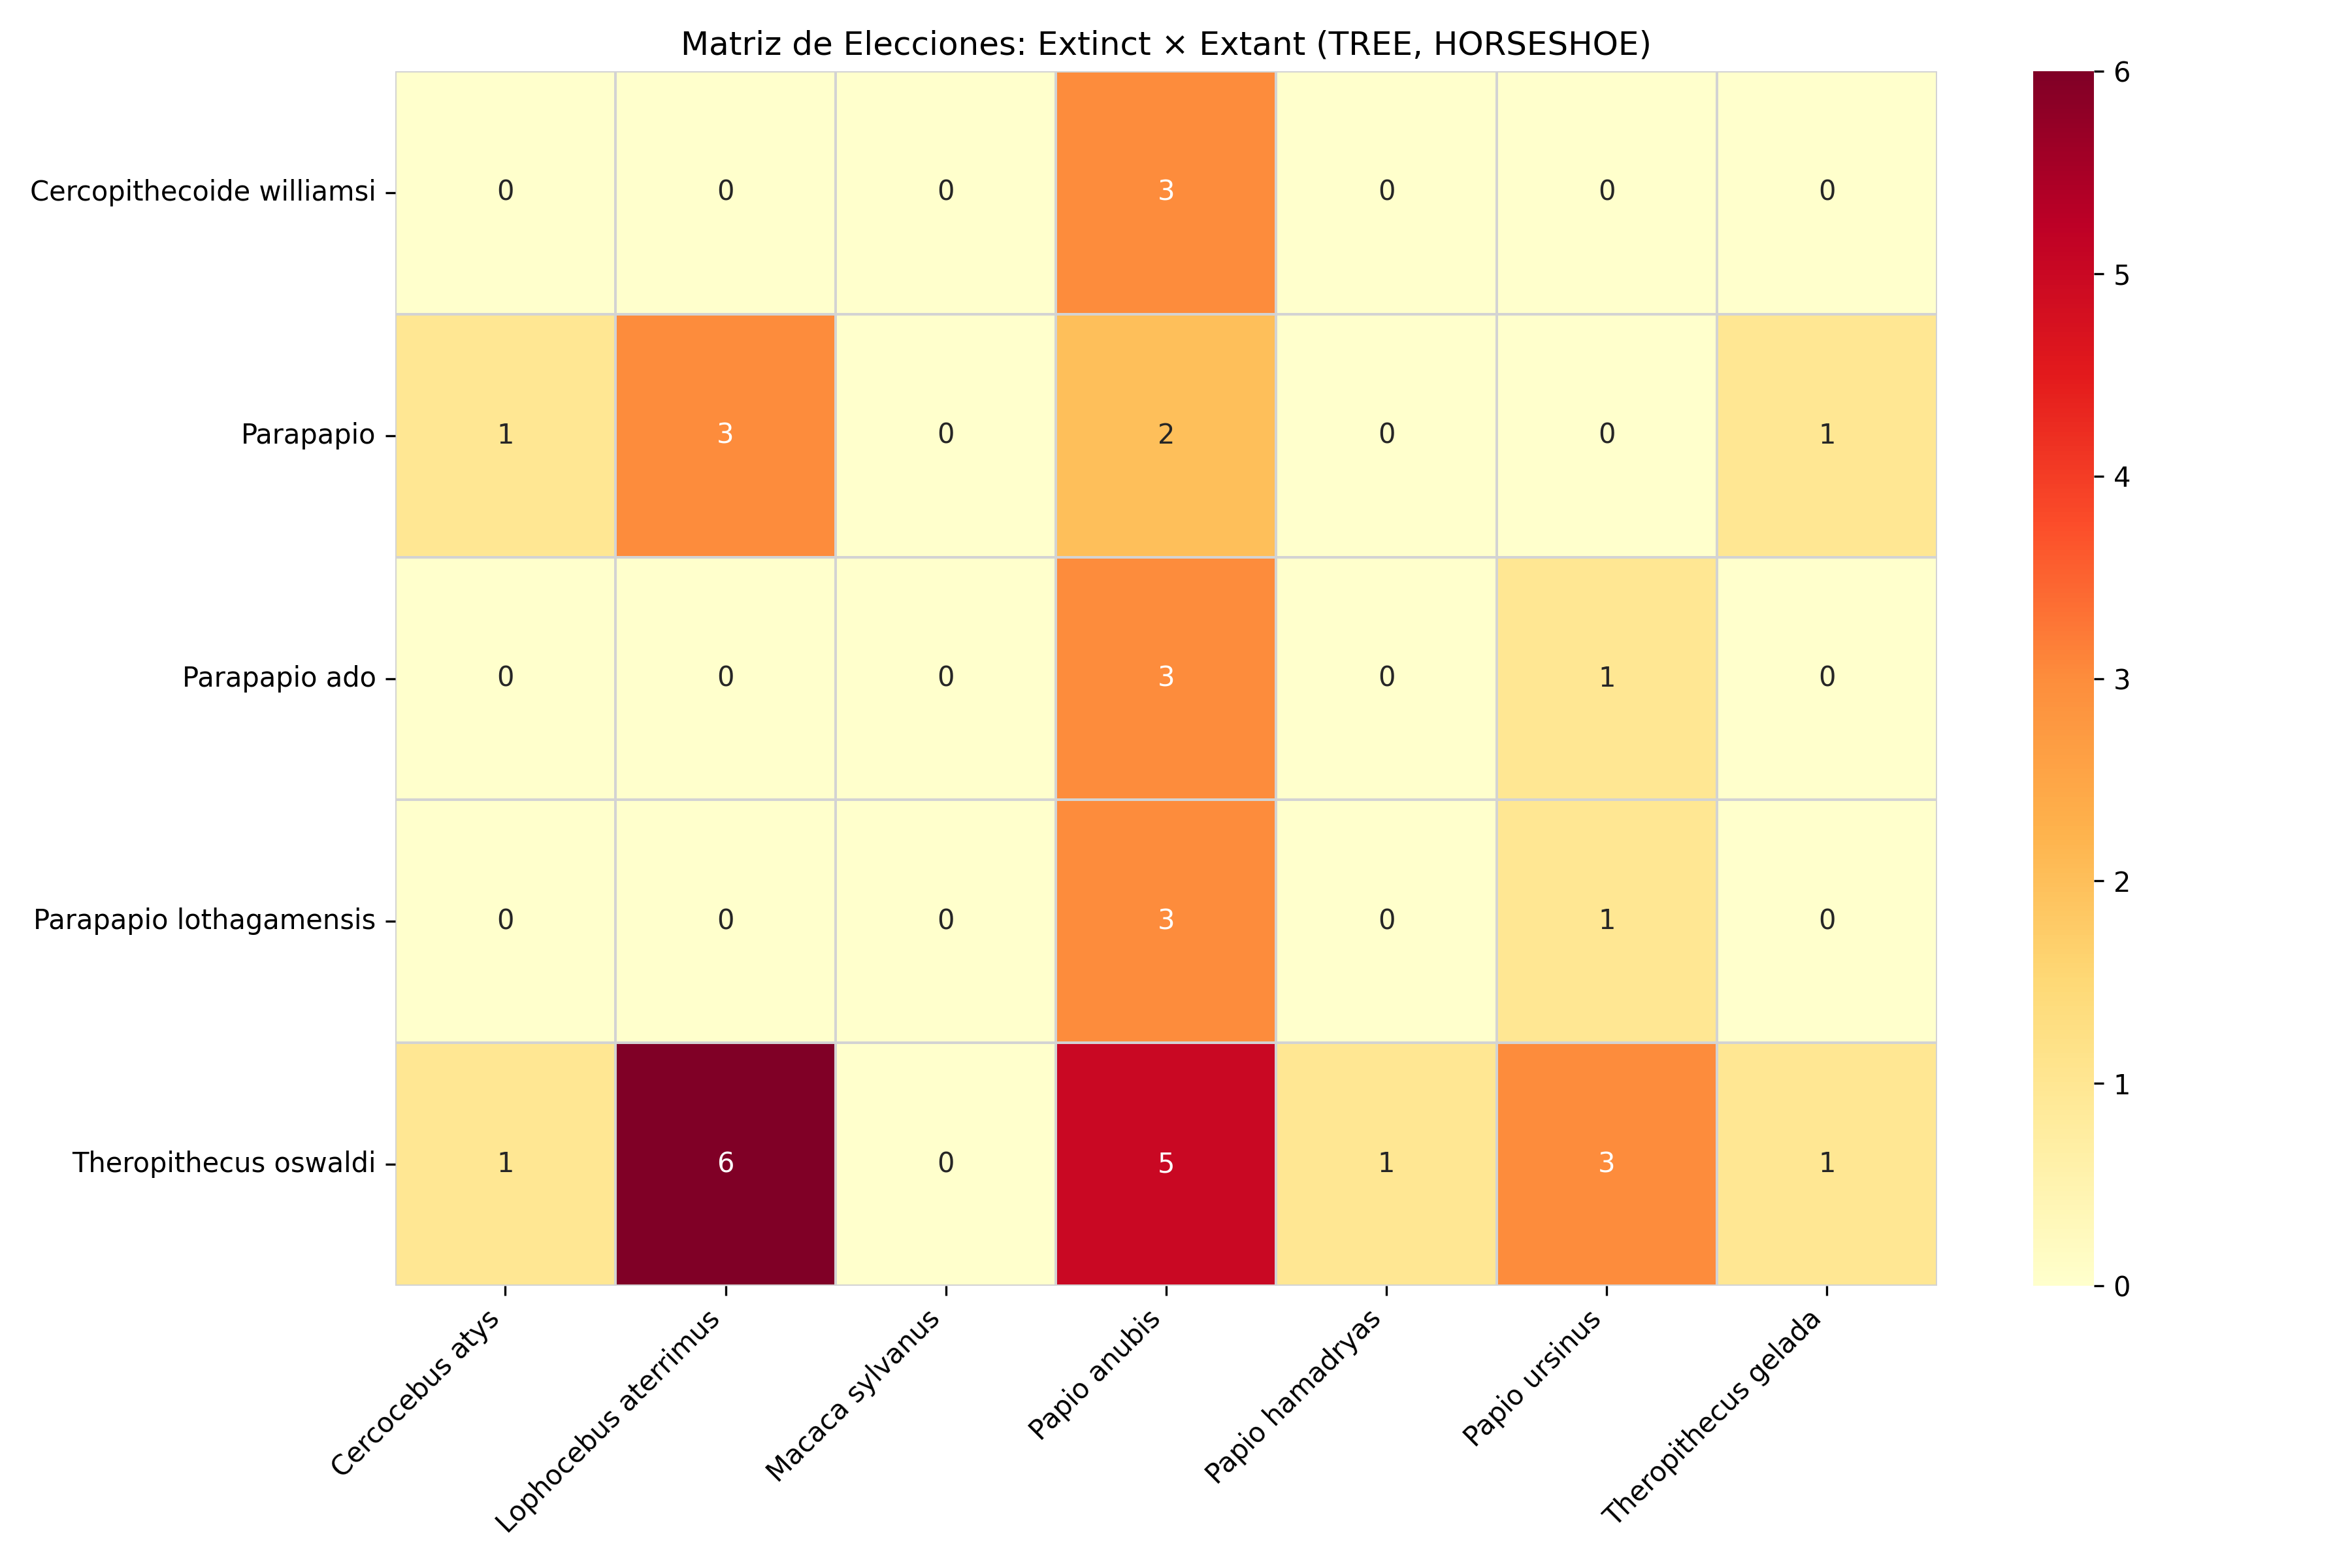 Matriz de Elecciones: Extinct × Extant (TREE, HORSESHOE)
Cercopithecoide williamsi 0 0 0 3 0 0 0
Parapapio 1 3 0 2 0 0 1
Parapapio ado 0 0 0 3 0 1 0
Parapapio lothagamensis 0 0 0 3 0 1 0
Theropithecus oswaldi 1 6 0 5 1 3 1
Cercocebus atys
Lophocebus aterrimus
Macaca sylvanus
Papio anubis
Papio hamadryas
Papio ursinus
Theropithecus gelada
6
5
4
3
2
1
0